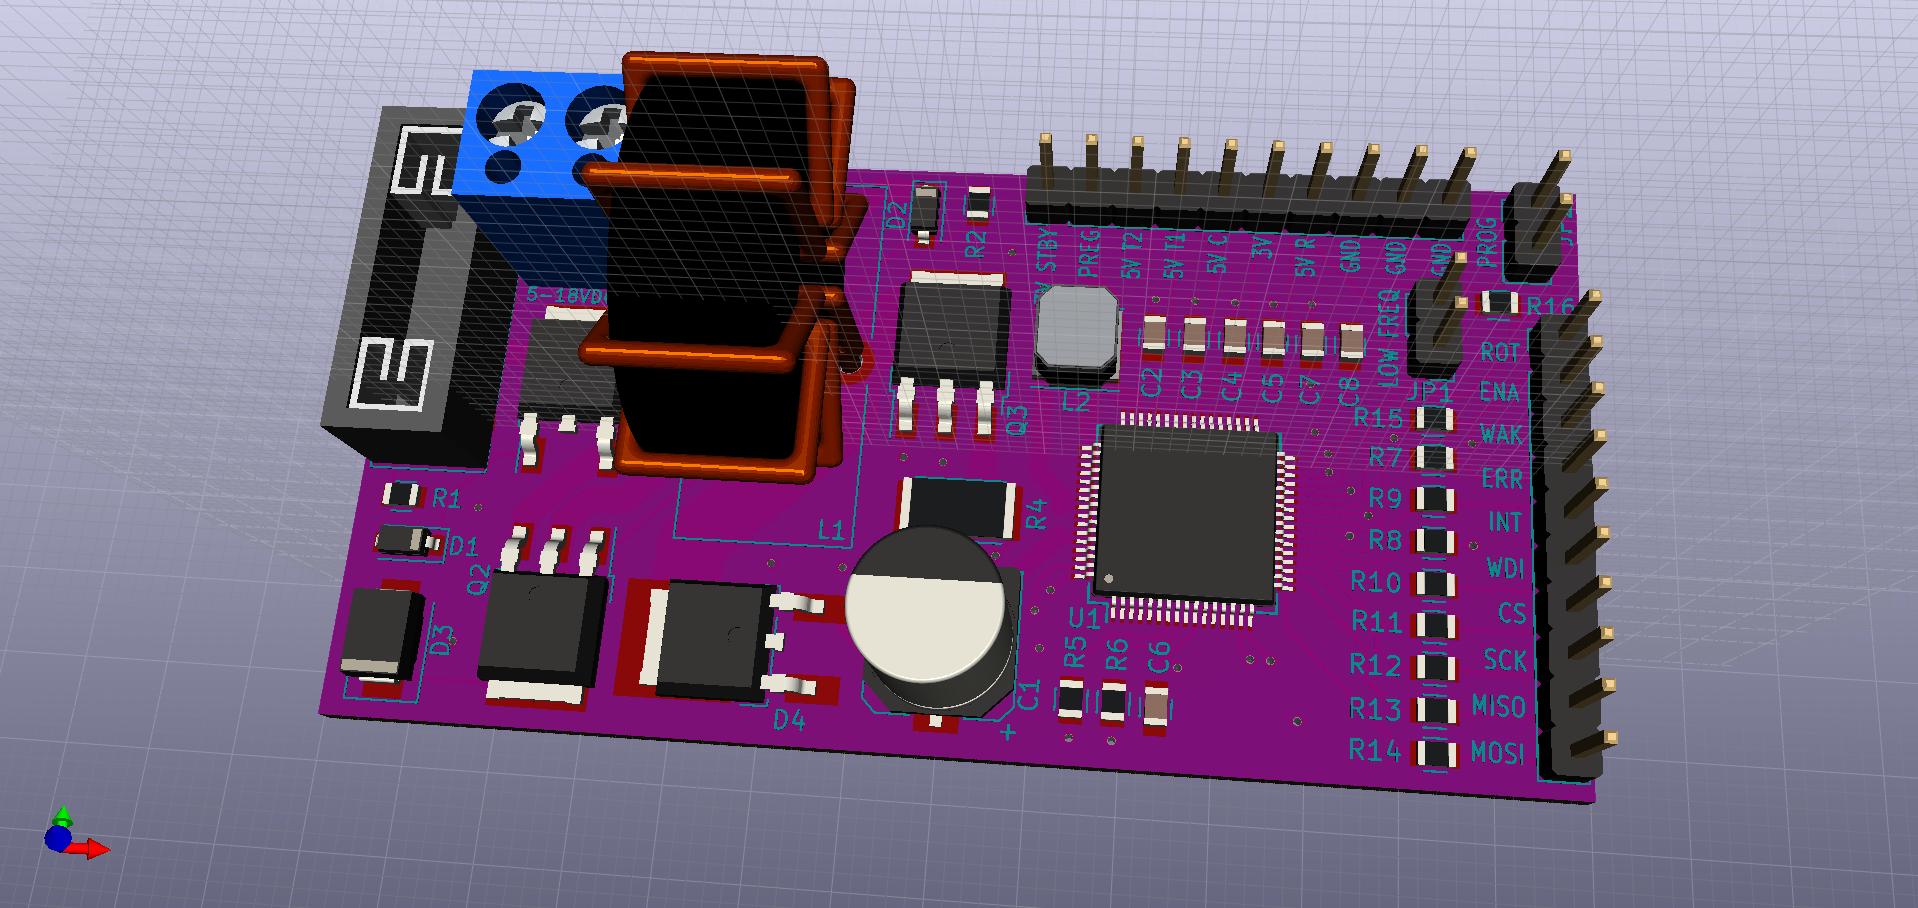 D2
R2
STBY
PREG
5V T2
5V T1
5V C
3V
5V R
GND
GND
GND
PROG
R16
5-18VD
LOW FREQ
JP1
C2
C3
C4
C5
C7
C8
L2
Q3
ROT
ENA
WAK
ERR
INT
WDI
CS
SCK
MISO
MOSI
R15
R7
R9
R8
R10
R11
R12
R13
R14
R1
D1
Q2
D3
L1
R4
U1
R5
R6
C6
C1
+
D4